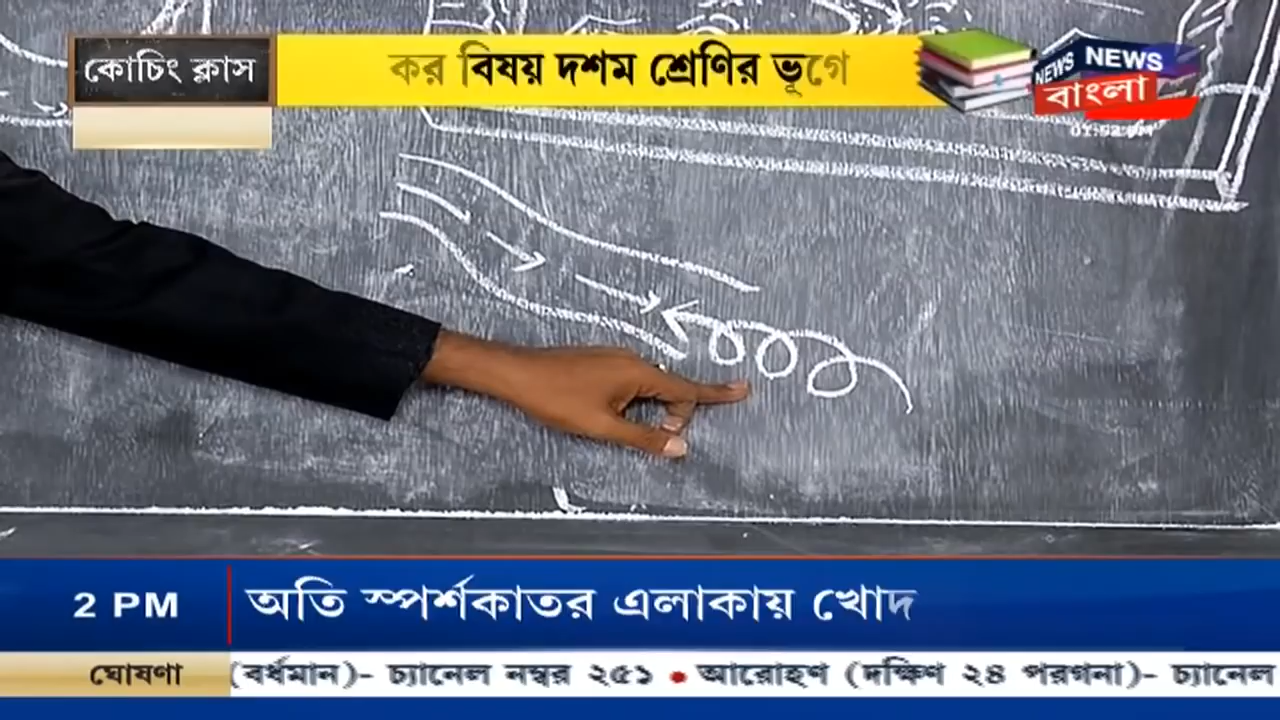 কোচিং ক্লাস
কর বিষয় দশম শ্রেণির ভূগে
NEWS NEWS
বাংলা
2 PM
অতি স্পর্শকাতর এলাকায় খোদ
ঘোষণা
(বর্ধমান)- চ্যানেল নম্বর ২৫১ • আরোহণ (দক্ষিণ ২৪ পরগনা)- চ্যানেল